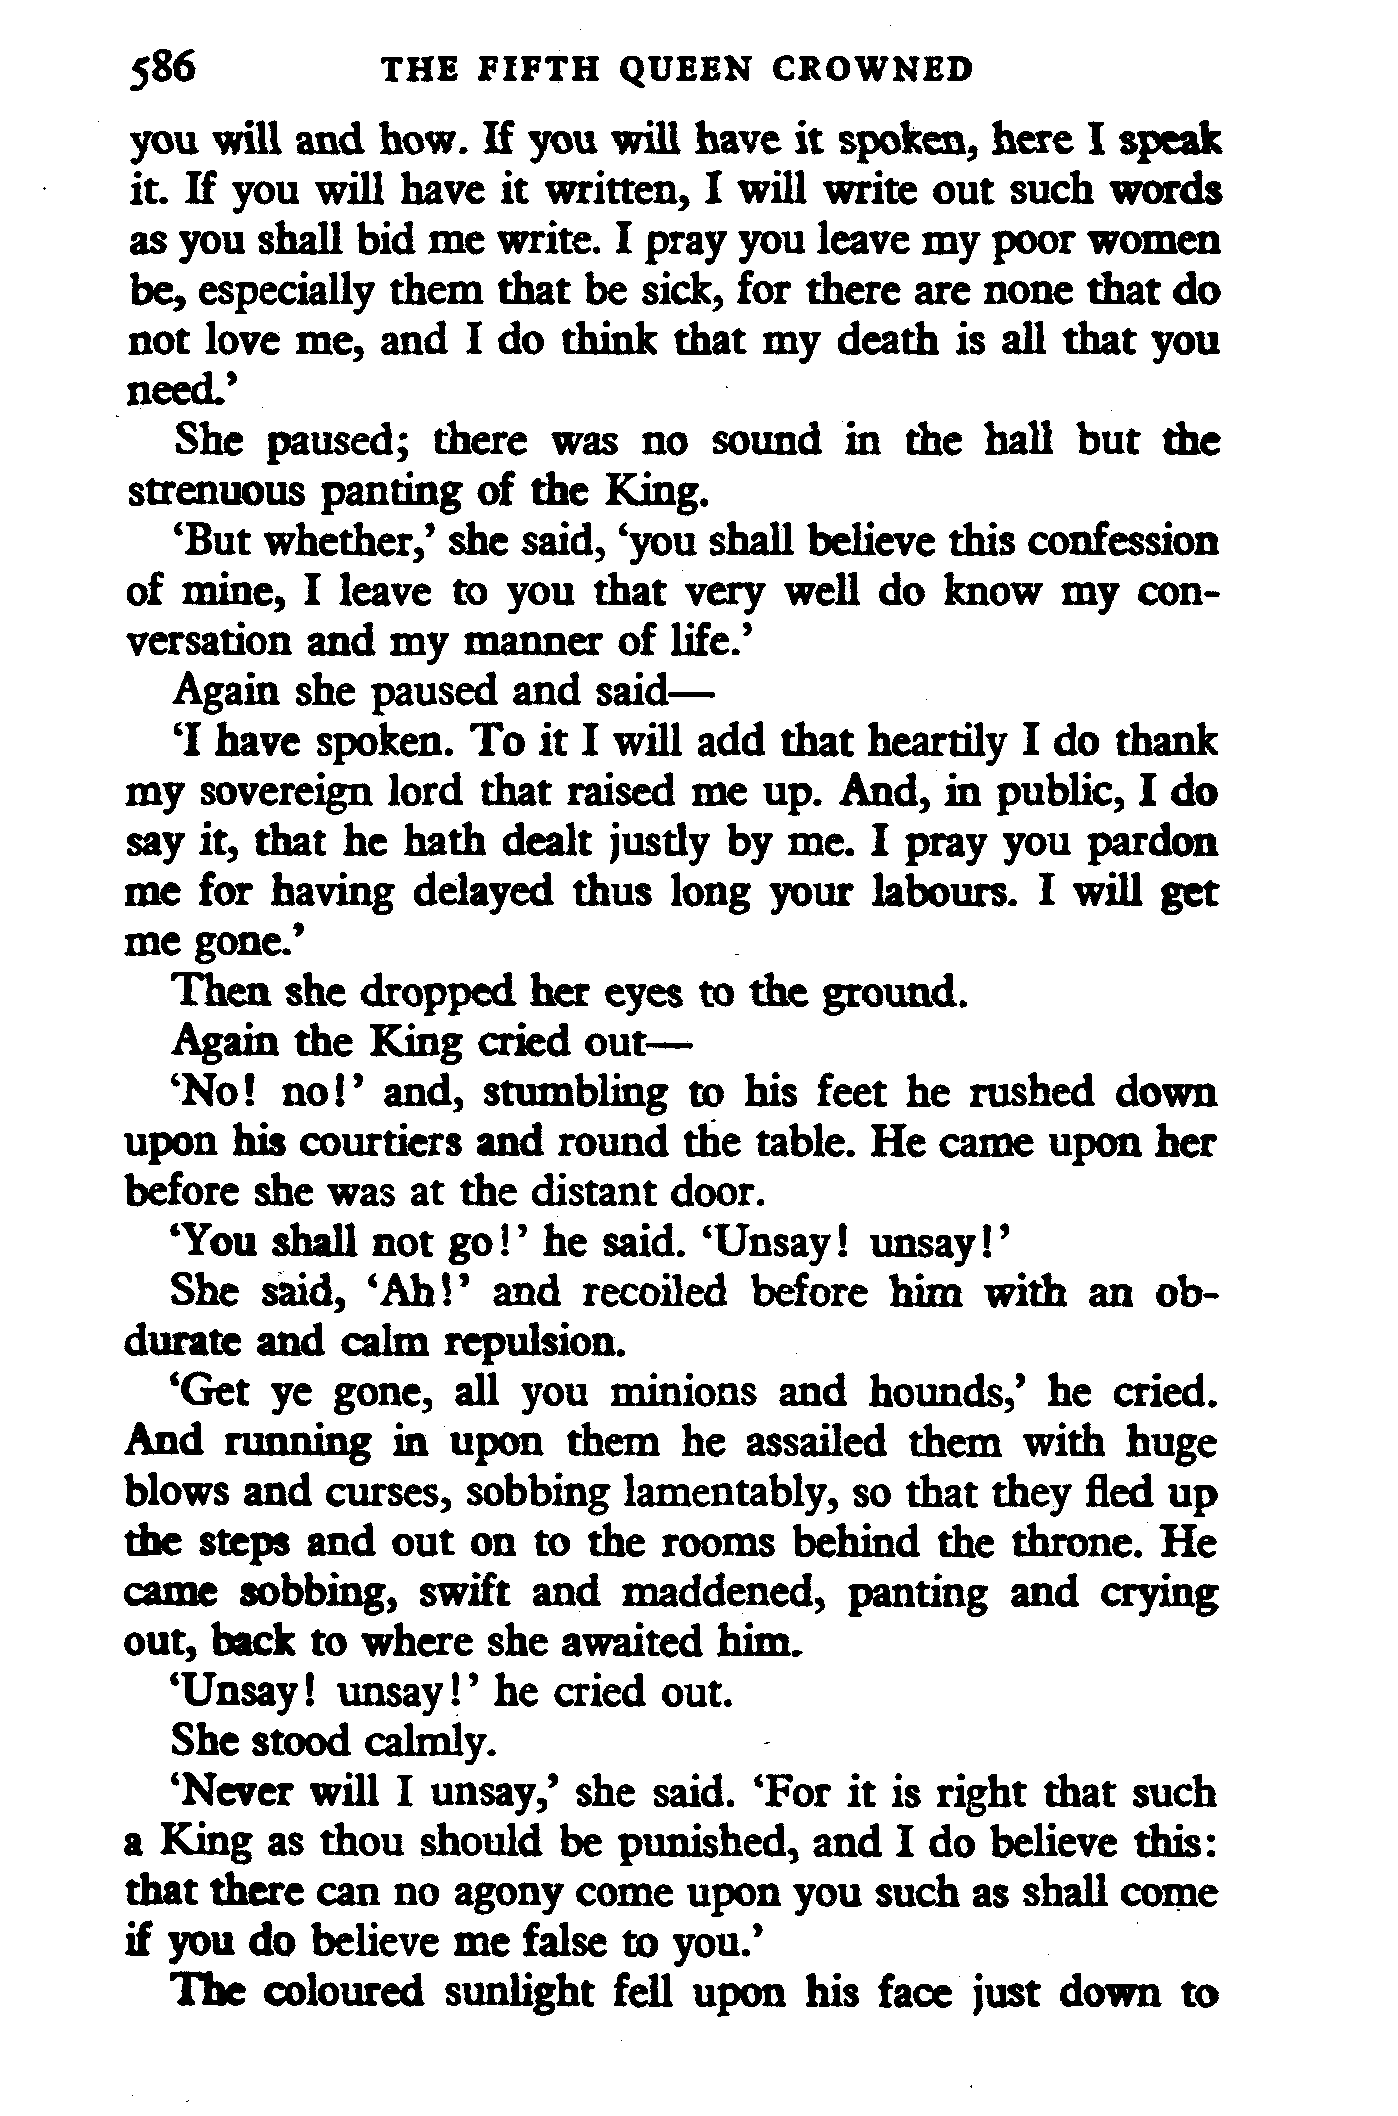 586 THE FIFTH QUEEN CROWNED
you will and how. If you will have it spoken, here I speak
it. If you will have it written, I will write out such words
as you shall bid me write. I pray you leave my poor women
be, especially them that be sick, for there are none that do
not love me, and I do think that my death is all that you
need.’
She paused; there was no sound in the hall but the
strenuous panting of the King.
‘But whether,’ she said, ‘you shall believe this confession
of mine, I leave to you that very well do know my con-
versation and my manner of life.’
Again she paused and said—
‘I have spoken. To it I will add that heartily I do thank
my sovereign lord that raised me up. And, in public, I do
say it, that he hath dealt justly by me. I pray you pardon
me for having delayed thus long your labours. I will get
me gone.’
Then she dropped her eyes to the ground.
Again the King cried out—
‘No! no!’ and, stumbling to his feet he rushed down
upon his courtiers and round the table. He came upon her
before she was at the distant door.
‘You shall not go!’ he said. ‘Unsay! unsay!’
She said, ‘Ah!’ and recoiled before him with an ob-
durate and calm repulsion.
‘Get ye gone, all you minions and hounds,’ he cried.
And running in upon them he assailed them with huge
blows and curses, sobbing lamentably, so that they fled up
the steps and out on to the rooms behind the throne. He
came sobbing, swift and maddened, panting and crying
out, back to where she awaited him.
‘Unsay! unsay!’ he cried out.
She stood calmly.
‘Never will I unsay,’ she said. ‘For it is right that such
a King as thou should be punished, and I do believe this:
that there can no agony come upon you such as shall come
if you do believe me false to you.’
The coloured sunlight fell upon his face just down to